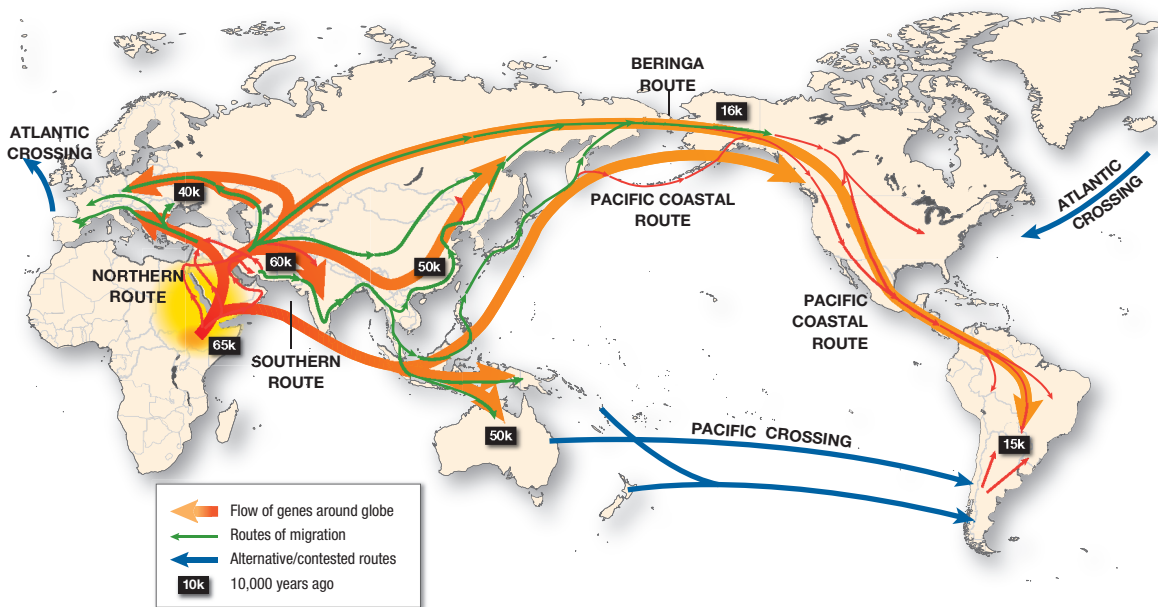 BERINGA
ROUTE
16k
ATLANTIC
CROSSING
40k
PACIFIC COASTAL
ROUTE
ATLANTIC
CROSSING
60k
50k
NORTHERN
ROUTE
65k
SOUTHERN
ROUTE
PACIFIC
COASTAL
ROUTE
50k
PACIFIC CROSSING
15k
Flow of genes around globe
Routes of migration
Alternative/contested routes
10k 10,000 years ago